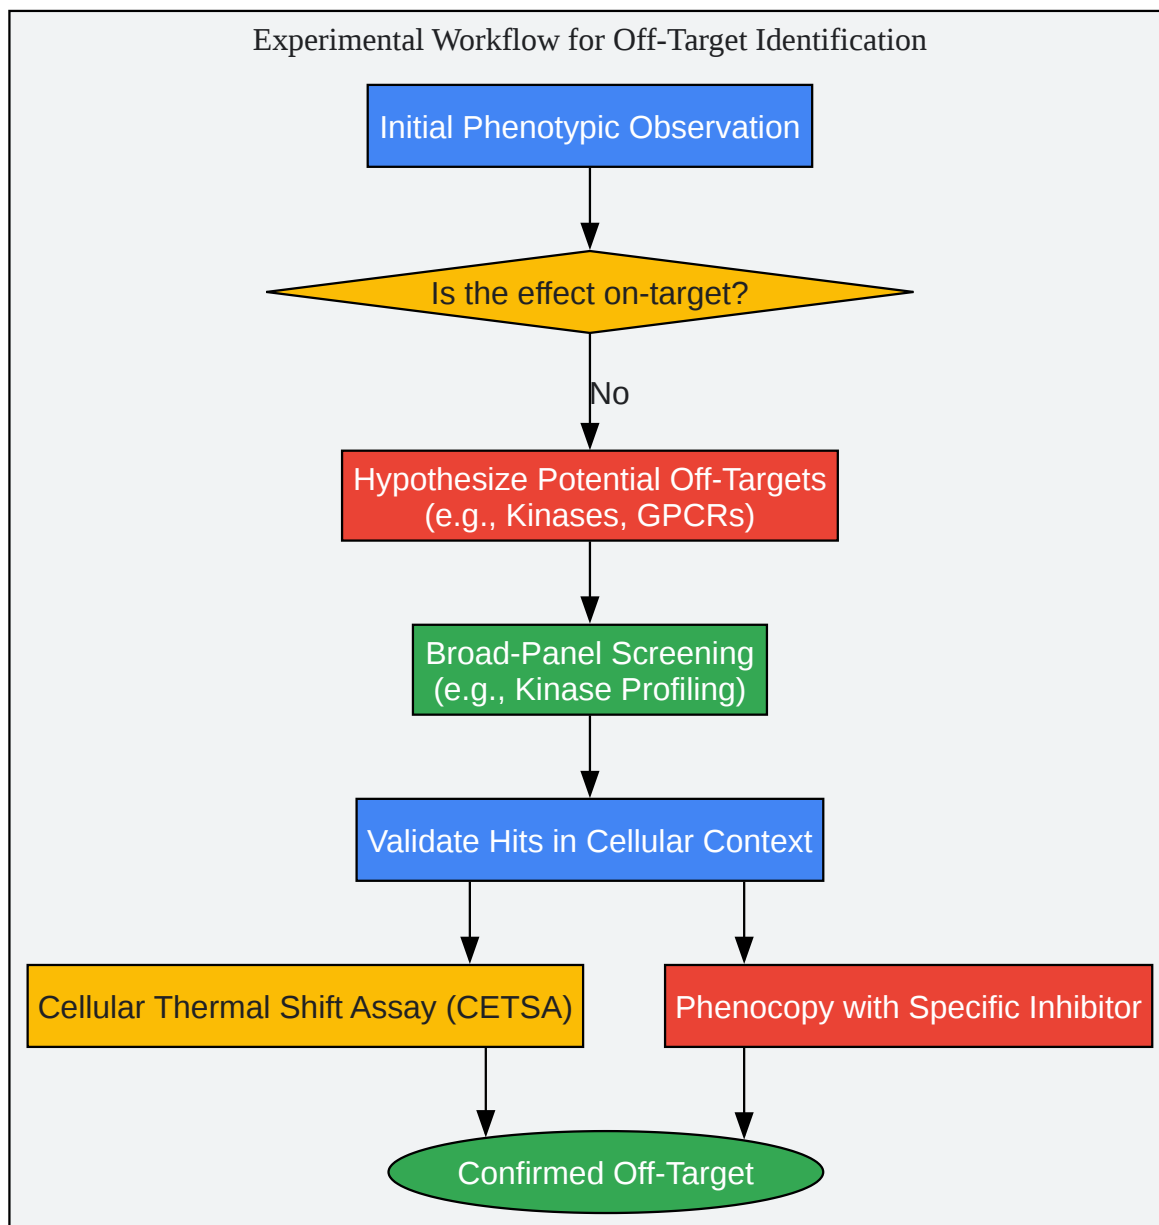 Experimental Workflow for Off-Target Identification
Initial Phenotypic Observation
Is the effect on-target?
No
Hypothesize Potential Off-Targets
(e.g., Kinases, GPCRs)
Broad-Panel Screening
(e.g., Kinase Profiling)
Validate Hits in Cellular Context
Cellular Thermal Shift Assay (CETSA)
Phenocopy with Specific Inhibitor
Confirmed Off-Target